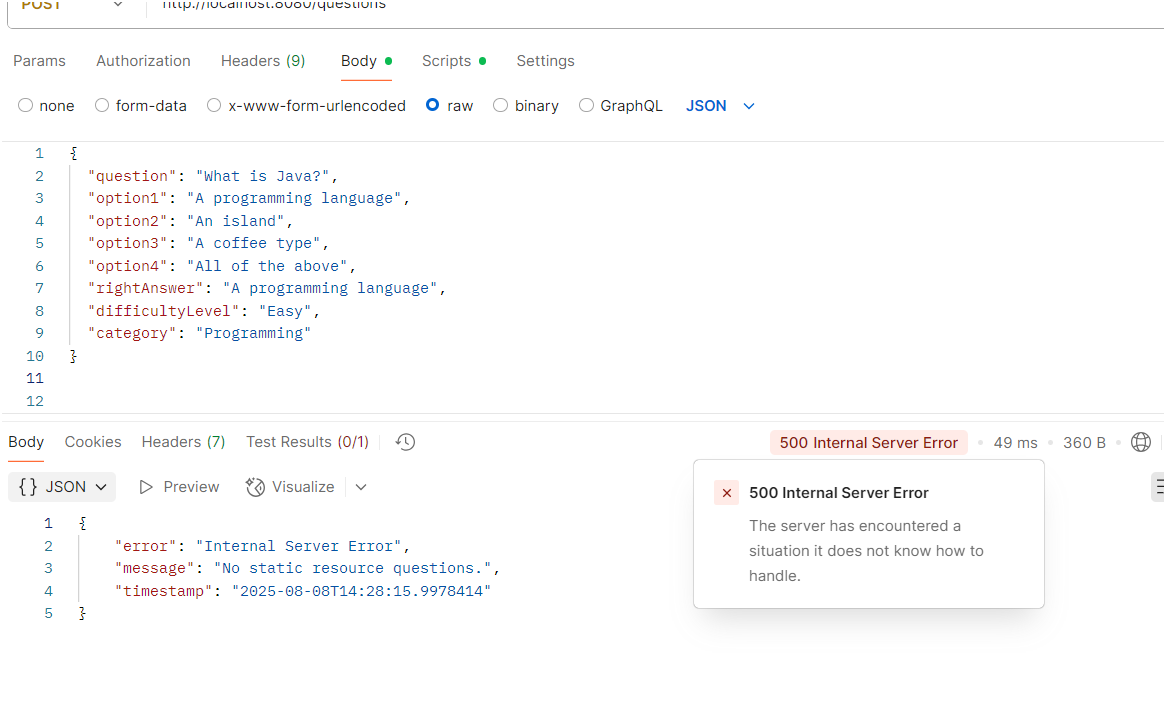 POST http://localhost:8080/questions
Params Authorization Headers (9) Body Scripts Settings
none form-data x-www-form-urlencoded raw binary GraphQL JSON
1 {
2 "question": "What is Java?",
3 "option1": "A programming language",
4 "option2": "An island",
5 "option3": "A coffee type",
6 "option4": "All of the above",
7 "rightAnswer": "A programming language",
8 "difficultyLevel": "Easy",
9 "category": "Programming"
10 }
11
12
Body Cookies Headers (7) Test Results (0/1) 500 Internal Server Error 49 ms 360 B
{} JSON Preview Visualize
500 Internal Server Error
The server has encountered a
situation it does not know how to
handle.
1 {
2 "error": "Internal Server Error",
3 "message": "No static resource questions.",
4 "timestamp": "2025-08-08T14:28:15.9978414"
5 }